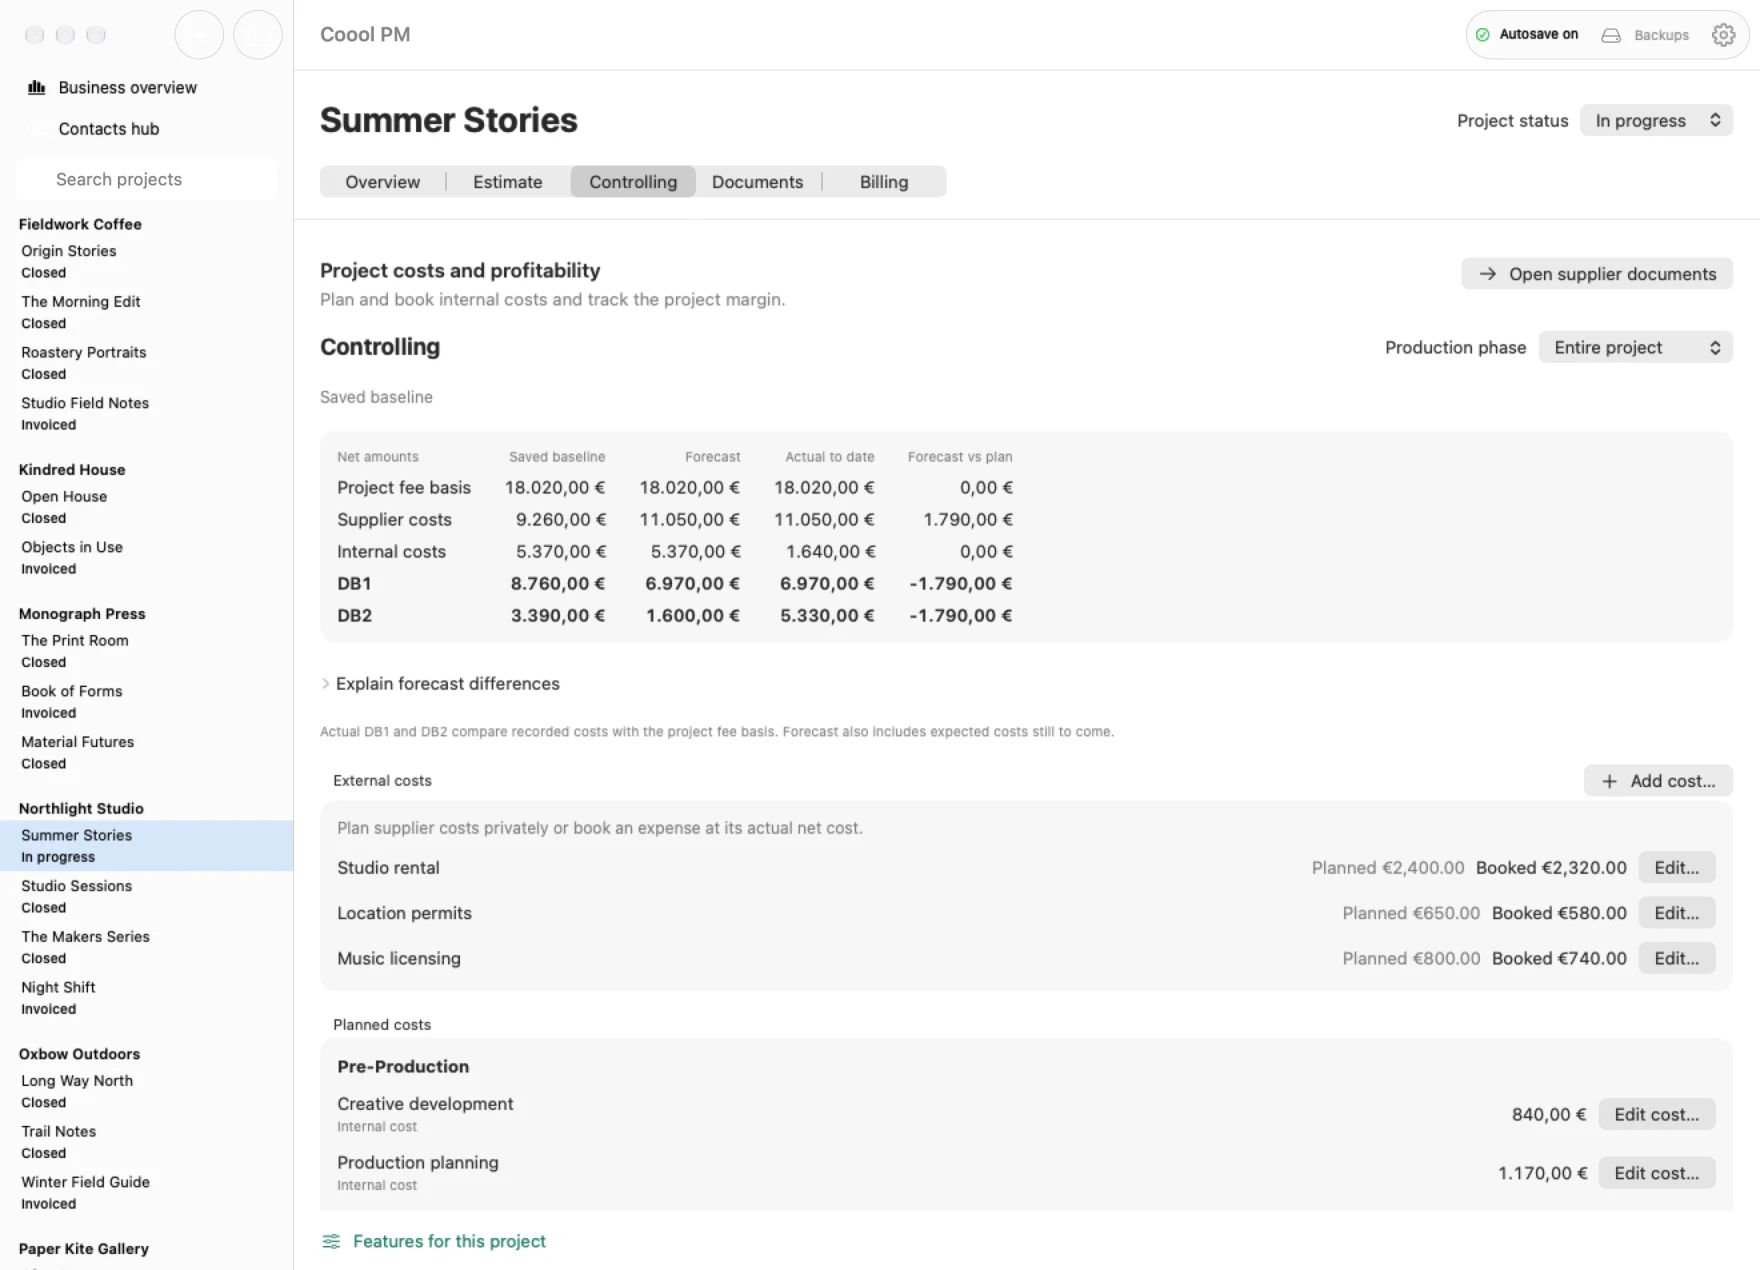 Business overview
Contacts hub
Search projects
Fieldwork Coffee
Origin Stories
Closed
The Morning Edit
Closed
Roastery Portraits
Closed
Studio Field Notes
Invoiced
Kindred House
Open House
Closed
Objects in Use
Invoiced
Monograph Press
The Print Room
Closed
Book of Forms
Invoiced
Material Futures
Closed
Northlight Studio
Summer Stories
In progress
Studio Sessions
Closed
The Makers Series
Closed
Night Shift
Invoiced
Oxbow Outdoors
Long Way North
Closed
Trail Notes
Closed
Winter Field Guide
Invoiced
Paper Kite Gallery
Coool PM
Autosave on Backups
Summer Stories
Project status In progress
Overview Estimate Controlling Documents Billing
Project costs and profitability
Open supplier documents
Plan and book internal costs and track the project margin.
Controlling
Production phase Entire project
Saved baseline
Net amounts Saved baseline Forecast Actual to date Forecast vs plan
Project fee basis 18.020,00 € 18.020,00 € 18.020,00 € 0,00 €
Supplier costs 9.260,00 € 11.050,00 € 11.050,00 € 1.790,00 €
Internal costs 5.370,00 € 5.370,00 € 1.640,00 € 0,00 €
DB1 8.760,00 € 6.970,00 € 6.970,00 € -1.790,00 €
DB2 3.390,00 € 1.600,00 € 5.330,00 € -1.790,00 €
Explain forecast differences
Actual DB1 and DB2 compare recorded costs with the project fee basis. Forecast also includes expected costs still to come.
External costs
+ Add cost...
Plan supplier costs privately or book an expense at its actual net cost.
Studio rental Planned €2,400.00 Booked €2,320.00 Edit...
Location permits Planned €650.00 Booked €580.00 Edit...
Music licensing Planned €800.00 Booked €740.00 Edit...
Planned costs
Pre-Production
Creative development
Internal cost
840,00 € Edit cost...
Production planning
Internal cost
1.170,00 € Edit cost...
Features for this project